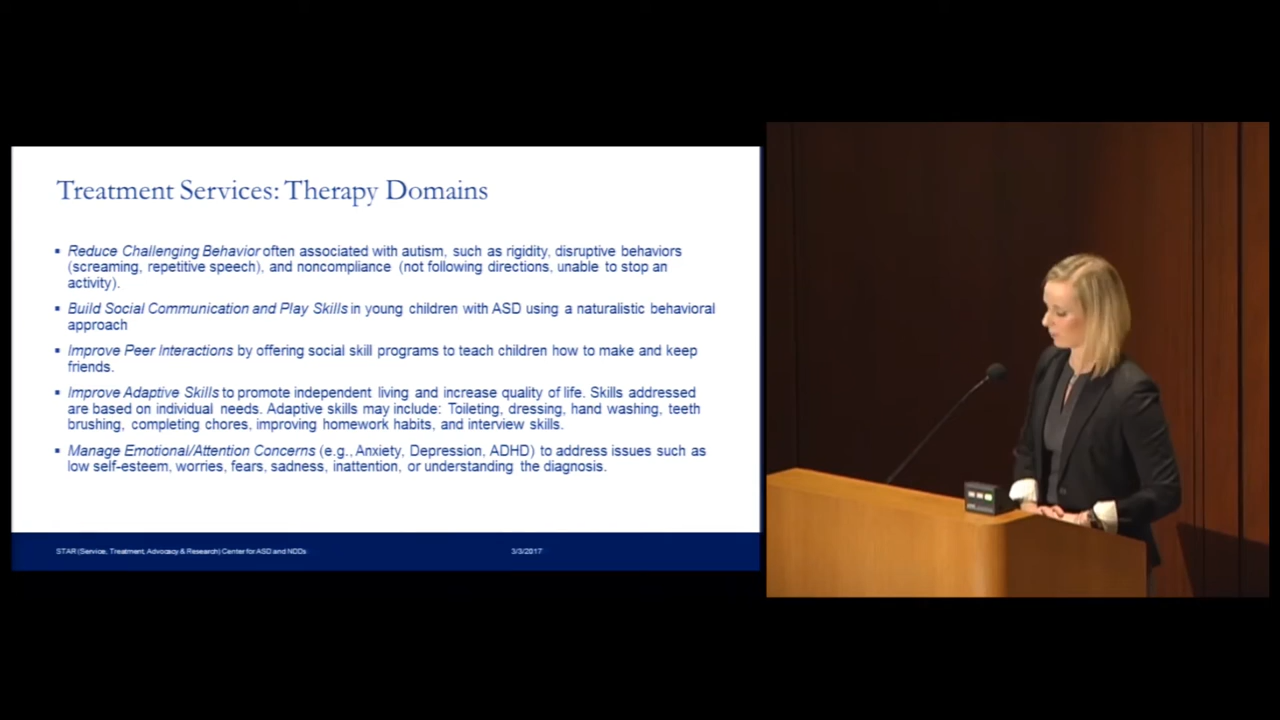 Treatment Services: Therapy Domains
▪ Reduce Challenging Behavior often associated with autism, such as rigidity, disruptive behaviors
(screaming, repetitive speech), and noncompliance (not following directions, unable to stop an
activity).
▪ Build Social Communication and Play Skills in young children with ASD using a naturalistic behavioral
approach
▪ Improve Peer Interactions by offering social skill programs to teach children how to make and keep
friends.
▪ Improve Adaptive Skills to promote independent living and increase quality of life. Skills addressed
are based on individual needs. Adaptive skills may include: Toileting, dressing, hand washing, teeth
brushing, completing chores, improving homework habits, and interview skills.
▪ Manage Emotional/Attention Concerns (e.g., Anxiety, Depression, ADHD) to address issues such as
low self-esteem, worries, fears, sadness, inattention, or understanding the diagnosis.
STAR (Service, Treatment, Advocacy & Research) Center for ASD and NDDs
3/3/2017